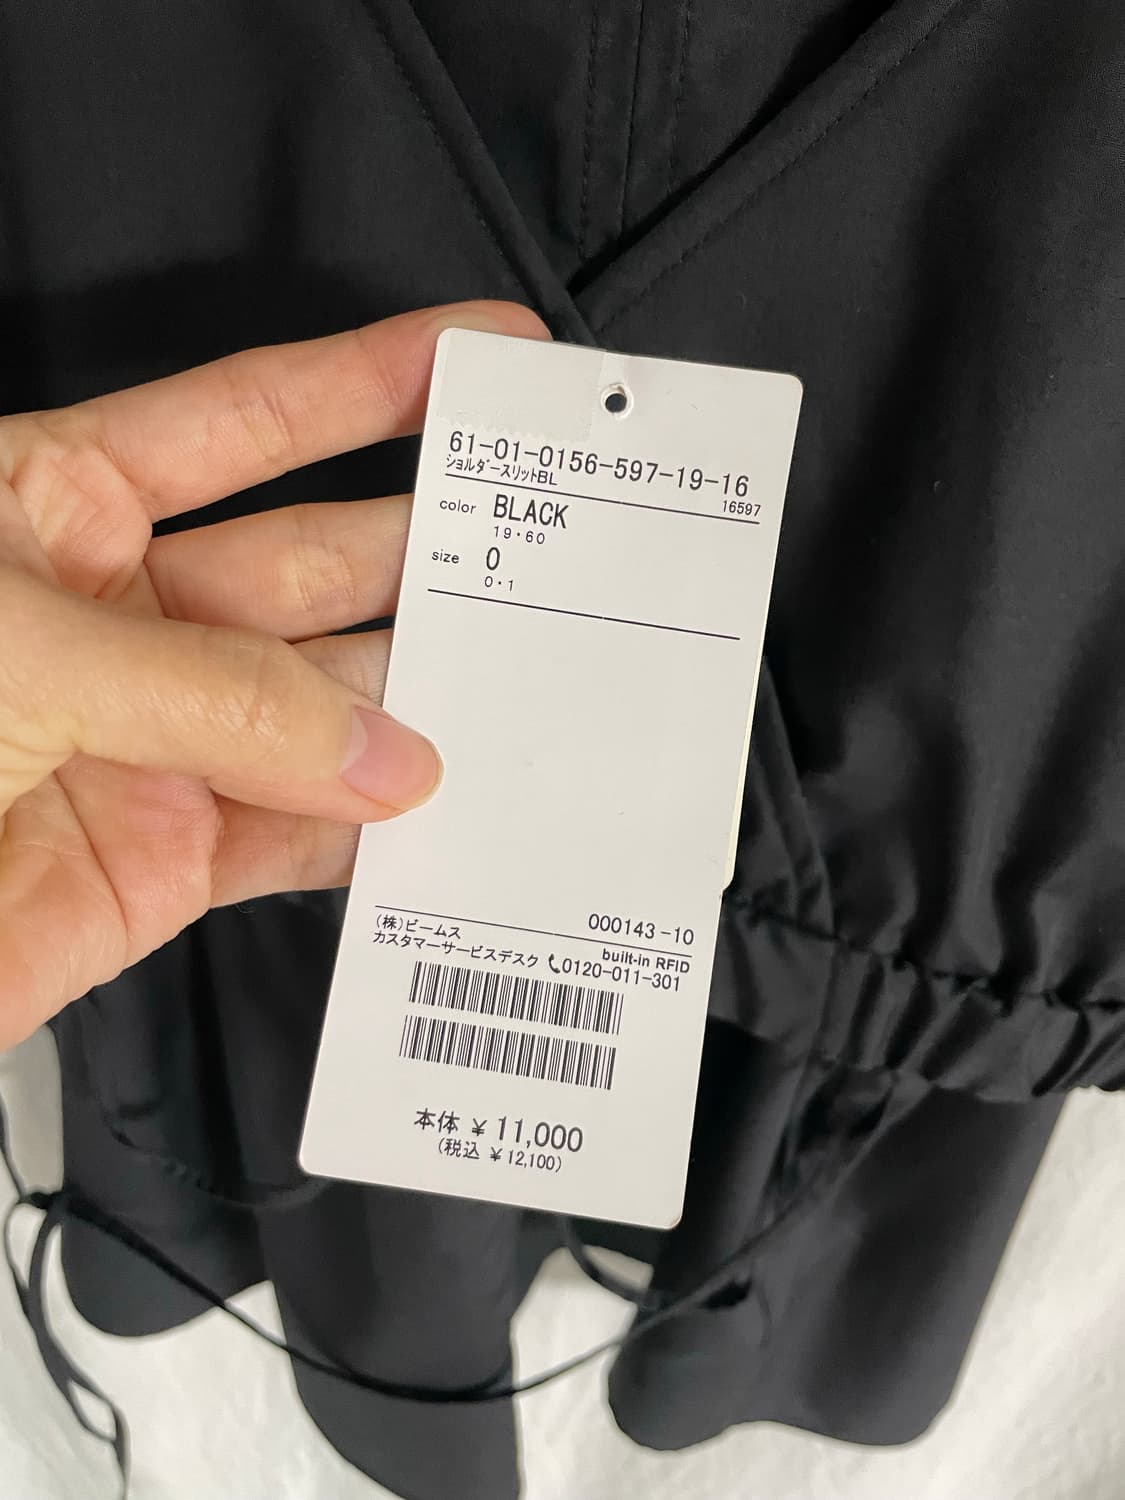 61-01-0156-597-19-16
ショルダースリットBL
16597
color BLACK
19・60
size 0
0・1
000143-10
(株)ビームス
built-in RFID
カスタマーサービスデスク 0120-011-301
本体 ¥11,000
(税込 ¥12,100)